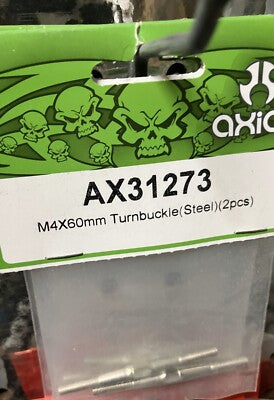 axial
AX31273
M4X60mm Turnbuckle(Steel)(2pcs)